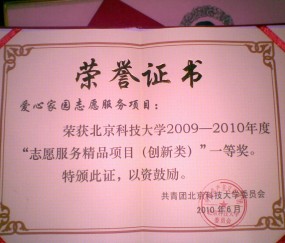 荣誉证书
爱心家园志愿服务项目：
荣获北京科技大学2009—2010年度
“志愿服务精品项目（创新类）”一等奖。
特颁此证，以资鼓励。
共青团北京科技大学委员会
2010年6月